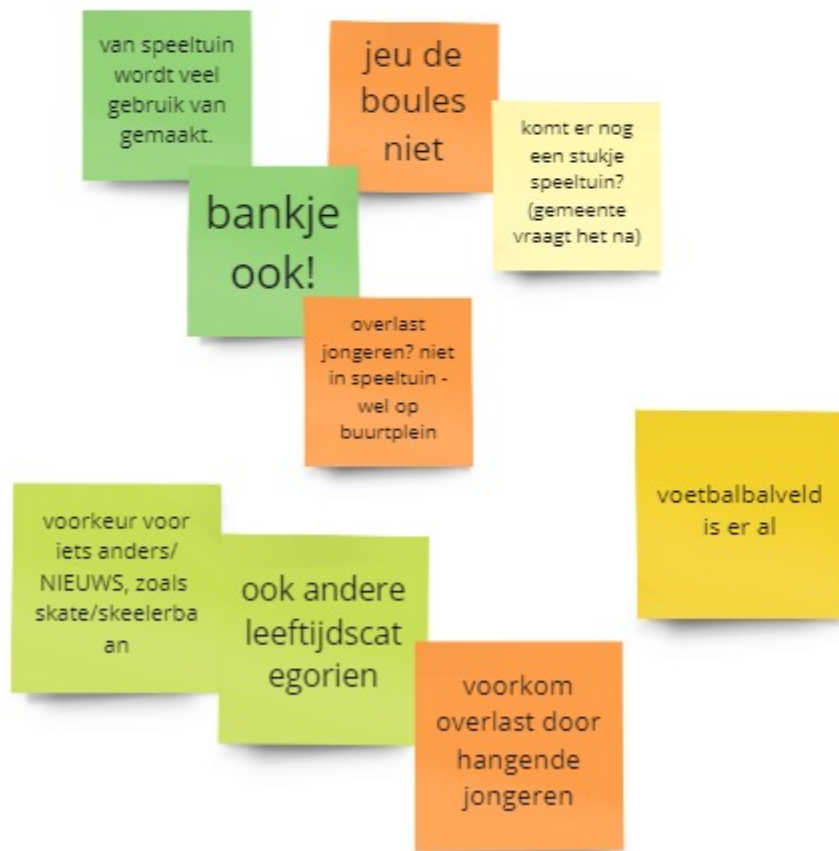 van speeltuin
wordt veel
gebruik van
gemaakt.
jeu de
boules
niet
komt er nog
een stukje
speeltuin?
(gemeente
vraagt het na)
bankje
ook!
overlast
jongeren? niet
in speeltuin -
wel op
buurtplein
voetbalbalveld
is er al
voorkeur voor
iets anders/
NIEUWS, zoals
skate/skeelerba
an
ook andere
leeftijdscat
egorien
voorkom
overlast door
hangende
jongeren